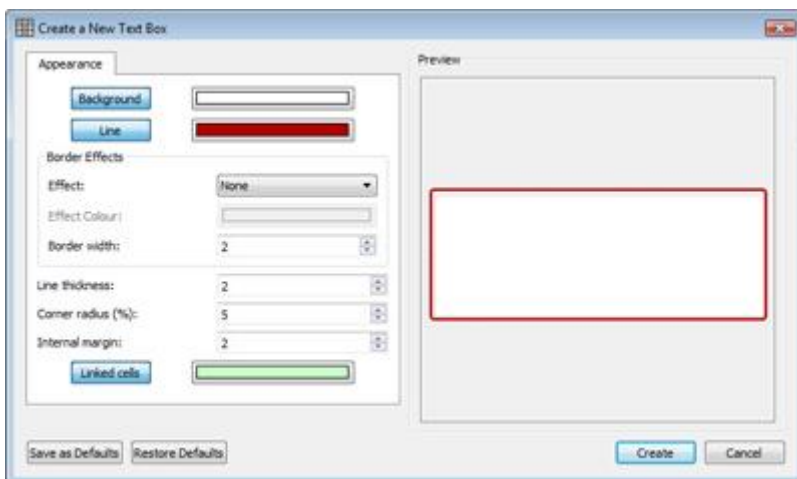 Create a New Text Box
Appearance
Preview
Background
Line
Border Effects
Effect: None
Effect Colour:
Border width: 2
Line thickness: 2
Corner radius (%): 5
Internal margin: 2
Linked cells
Save as Defaults Restore Defaults Create Cancel